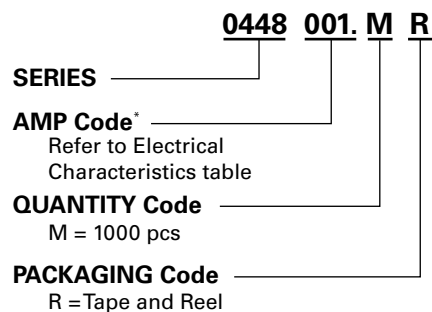 0448 001. M R
SERIES
AMP Code*
Refer to Electrical
Characteristics table
QUANTITY Code
M = 1000 pcs
PACKAGING Code
R = Tape and Reel